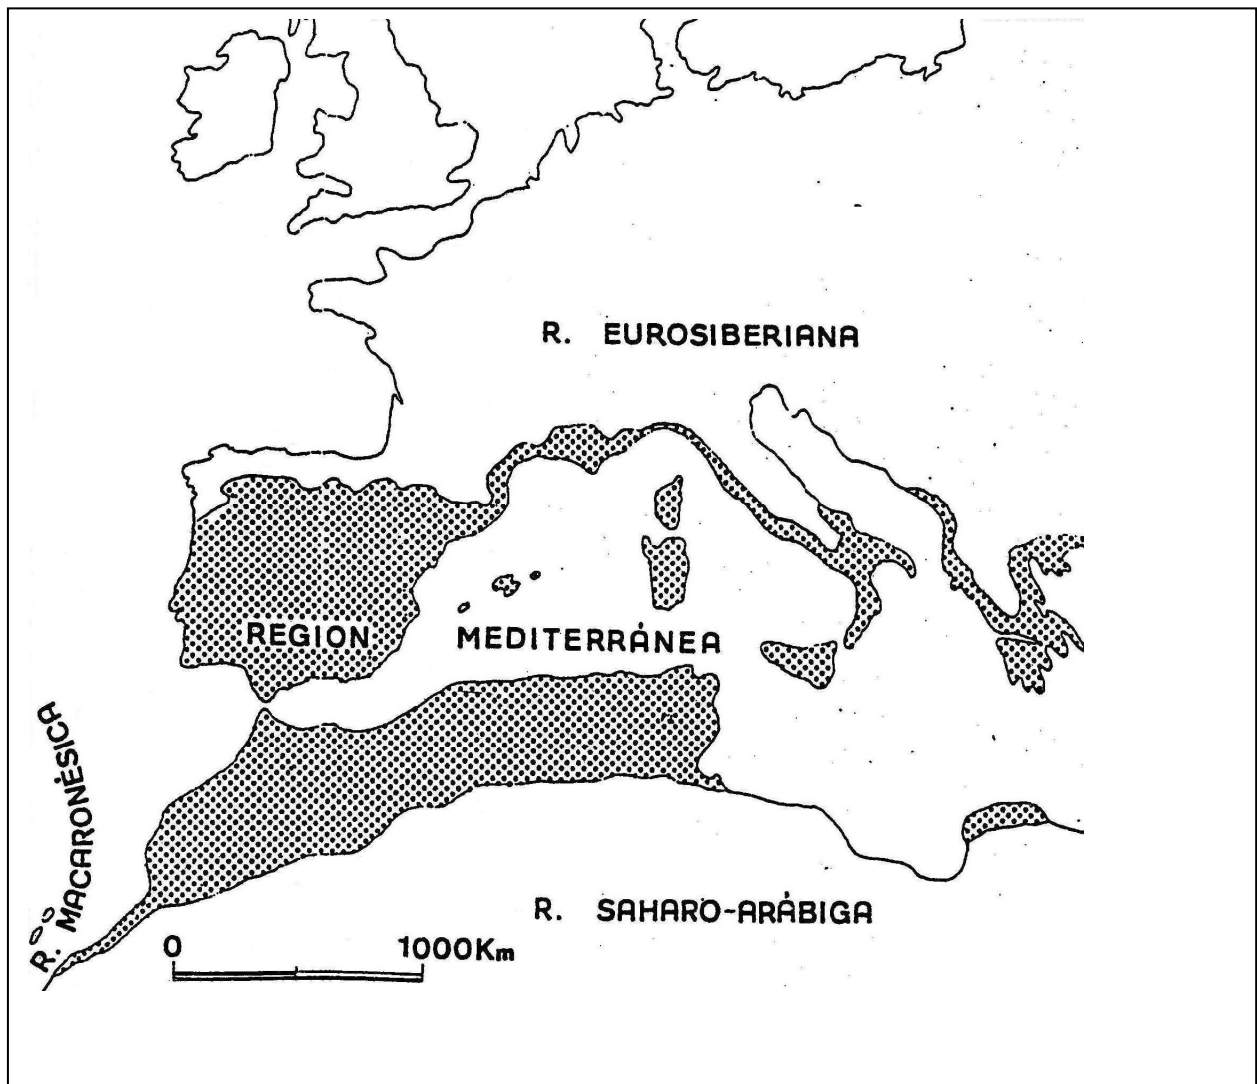 R. EUROSIBERIANA
REGION MEDITERRÁNEA
R. MACARONÉSICA
R. SAHARO-ARÁBIGA
0 1000Km